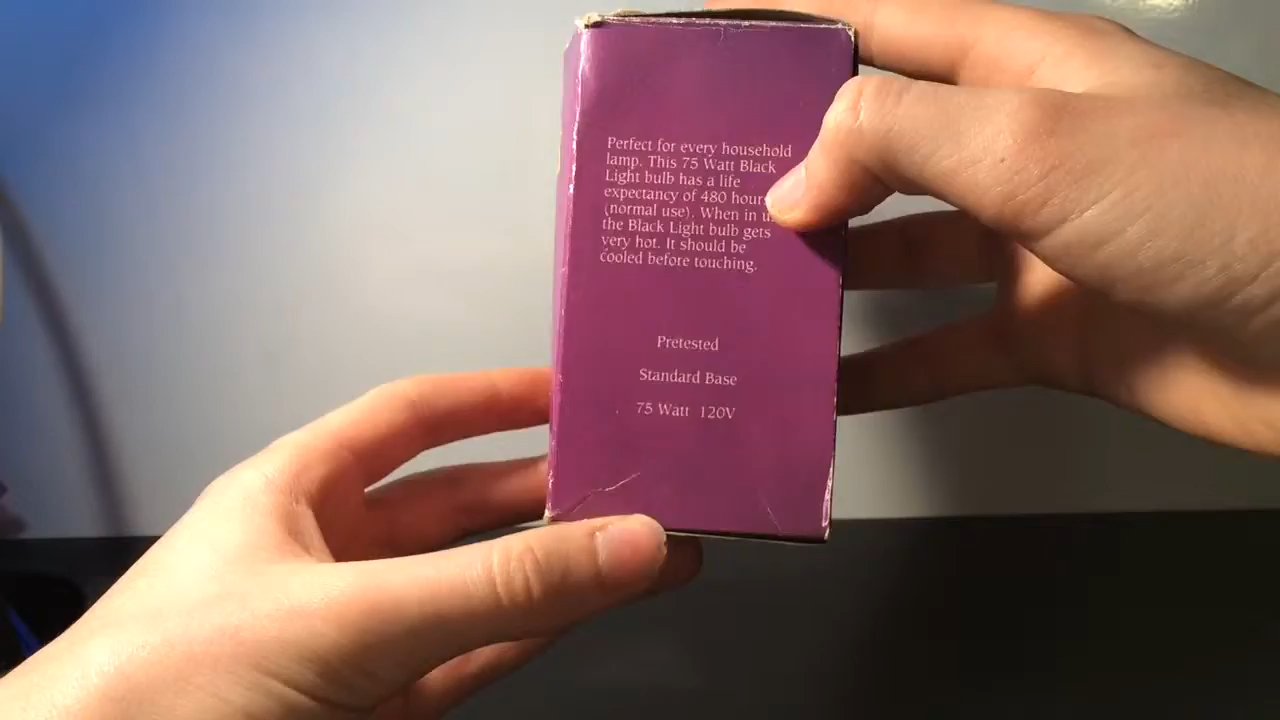 Perfect for every household
lamp. This 75 Watt Black
Light bulb has a life
expectancy of 480 hour
(normal use). When in
the Black Light bulb gets
very hot. It should be
cooled before touching.
Pretested
Standard Base
75 Watt 120V